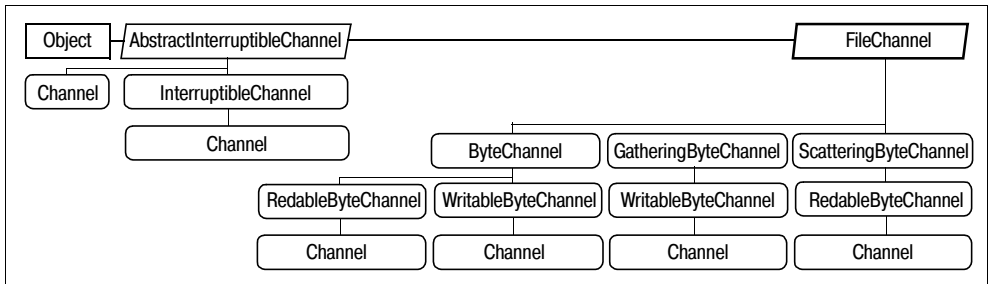 Object AbstractInterruptibleChannel FileChannel
Channel InterruptibleChannel
Channel
ByteChannel GatheringByteChannel ScatteringByteChannel
RedableByteChannel WritableByteChannel WritableByteChannel RedableByteChannel
Channel Channel Channel Channel